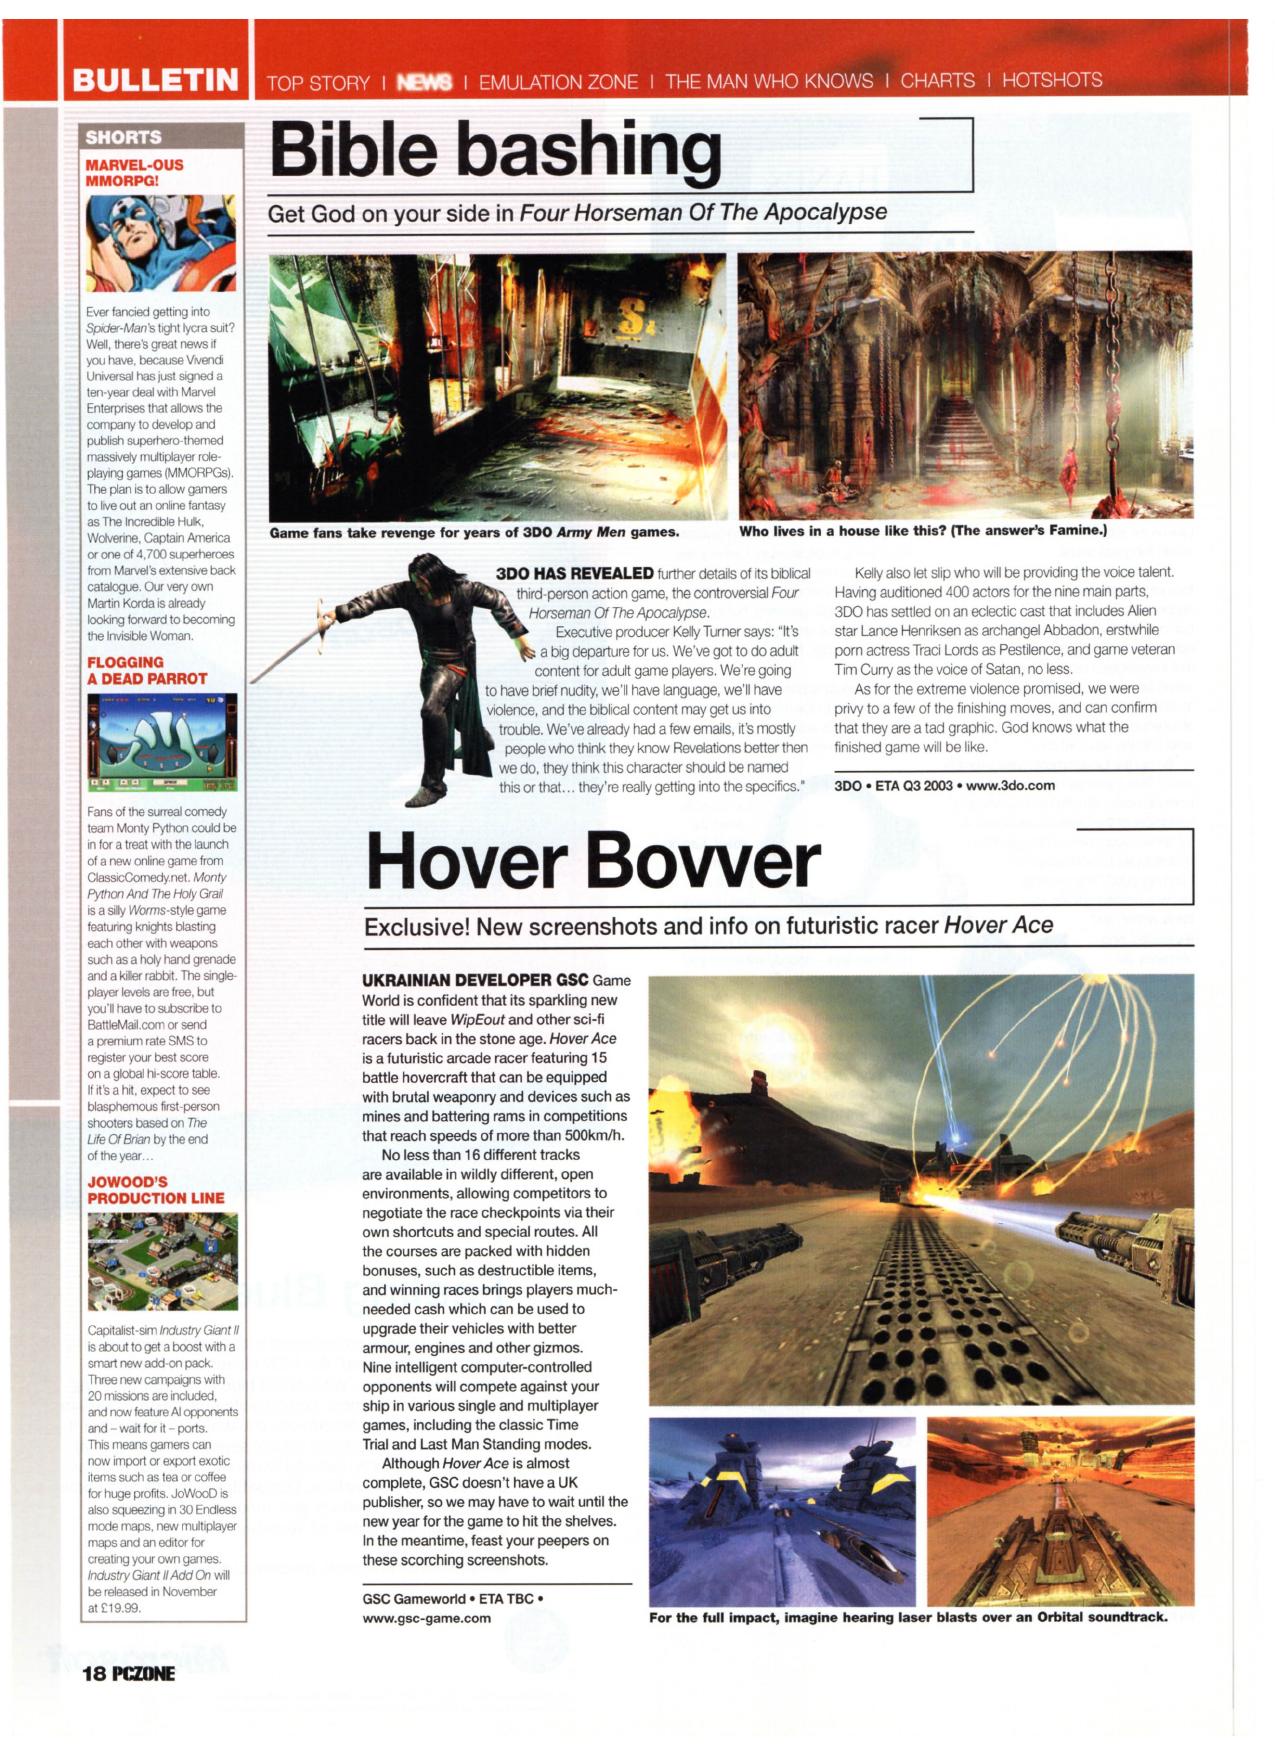 BULLETIN
TOP STORY | NEWS | EMULATION ZONE | THE MAN WHO KNOWS | CHARTS | HOTSHOTS
SHORTS
MARVEL-OUS
MMORPG!
Ever fancied getting into
Spider-Man's tight lycra suit?
Well, there's great news if
you have, because Vivendi
Universal has just signed a
ten-year deal with Marvel
Enterprises that allows the
company to develop and
publish superhero-themed
massively multiplayer role-
playing games (MMORPGs).
The plan is to allow gamers
to live out an online fantasy
as The Incredible Hulk,
Wolverine, Captain America
or one of 4,700 superheroes
from Marvel's extensive back
catalogue. Our very own
Martin Korda is already
looking forward to becoming
the Invisible Woman.
FLOGGING
A DEAD PARROT
Fans of the surreal comedy
team Monty Python could be
in for a treat with the launch
of a new online game from
ClassicComedy.net. Monty
Python And The Holy Grail
is a silly Worms-style game
featuring knights blasting
each other with weapons
such as a holy hand grenade
and a killer rabbit. The single-
player levels are free, but
you'll have to subscribe to
BattleMail.com or send
a premium rate SMS to
register your best score
on a global hi-score table.
If it's a hit, expect to see
blasphemous first-person
shooters based on The
Life Of Brian by the end
of the year...
JOWOOD'S
PRODUCTION LINE
Capitalist-sim Industry Giant II
is about to get a boost with a
smart new add-on pack.
Three new campaigns with
20 missions are included,
and now feature AI opponents
and – wait for it – ports.
This means gamers can
now import or export exotic
items such as tea or coffee
for huge profits. JoWooD is
also squeezing in 30 Endless
mode maps, new multiplayer
maps and an editor for
creating your own games.
Industry Giant II Add On will
be released in November
at £19.99.
Bible bashing
Get God on your side in Four Horseman Of The Apocalypse
S4
Game fans take revenge for years of 3DO Army Men games.
Who lives in a house like this? (The answer's Famine.)
3DO HAS REVEALED further details of its biblical
third-person action game, the controversial Four
Horseman Of The Apocalypse.
Executive producer Kelly Turner says: "It's
a big departure for us. We've got to do adult
content for adult game players. We're going
to have brief nudity, we'll have language, we'll have
violence, and the biblical content may get us into
trouble. We've already had a few emails, it's mostly
people who think they know Revelations better then
we do, they think this character should be named
this or that... they're really getting into the specifics."
Kelly also let slip who will be providing the voice talent.
Having auditioned 400 actors for the nine main parts,
3DO has settled on an eclectic cast that includes Alien
star Lance Henriksen as archangel Abbadon, erstwhile
porn actress Traci Lords as Pestilence, and game veteran
Tim Curry as the voice of Satan, no less.
As for the extreme violence promised, we were
privy to a few of the finishing moves, and can confirm
that they are a tad graphic. God knows what the
finished game will be like.
3DO • ETA Q3 2003 • www.3do.com
Hover Bovver
Exclusive! New screenshots and info on futuristic racer Hover Ace
UKRAINIAN DEVELOPER GSC Game
World is confident that its sparkling new
title will leave WipEout and other sci-fi
racers back in the stone age. Hover Ace
is a futuristic arcade racer featuring 15
battle hovercraft that can be equipped
with brutal weaponry and devices such as
mines and battering rams in competitions
that reach speeds of more than 500km/h.
No less than 16 different tracks
are available in wildly different, open
environments, allowing competitors to
negotiate the race checkpoints via their
own shortcuts and special routes. All
the courses are packed with hidden
bonuses, such as destructible items,
and winning races brings players much-
needed cash which can be used to
upgrade their vehicles with better
armour, engines and other gizmos.
Nine intelligent computer-controlled
opponents will compete against your
ship in various single and multiplayer
games, including the classic Time
Trial and Last Man Standing modes.
Although Hover Ace is almost
complete, GSC doesn't have a UK
publisher, so we may have to wait until the
new year for the game to hit the shelves.
In the meantime, feast your peepers on
these scorching screenshots.
GSC Gameworld • ETA TBC •
www.gsc-game.com
For the full impact, imagine hearing laser blasts over an Orbital soundtrack.
18 PCZONE